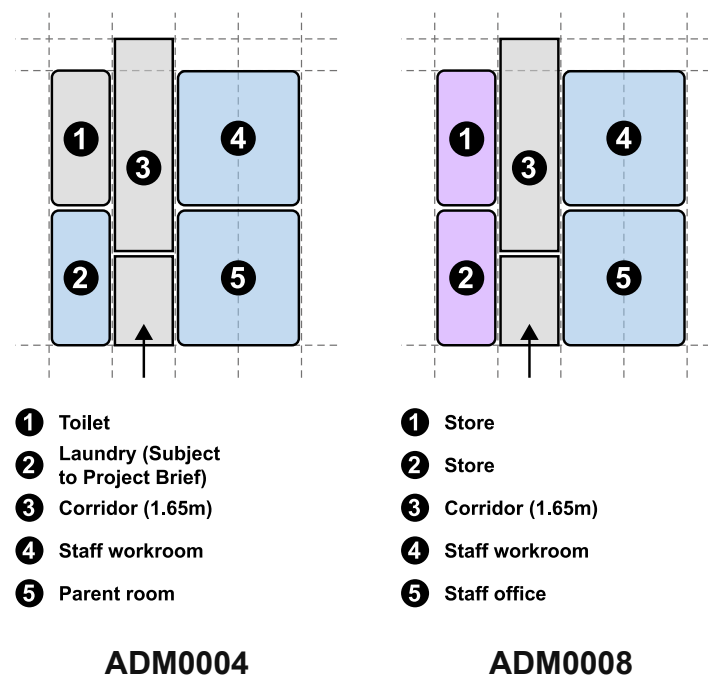 1 1
4 4
3 3
2 5 2 5
1 Toilet
2 Laundry (Subject
to Project Brief)
3 Corridor (1.65m)
4 Staff workroom
5 Parent room
ADM0004
1 Store
2 Store
3 Corridor (1.65m)
4 Staff workroom
5 Staff office
ADM0008